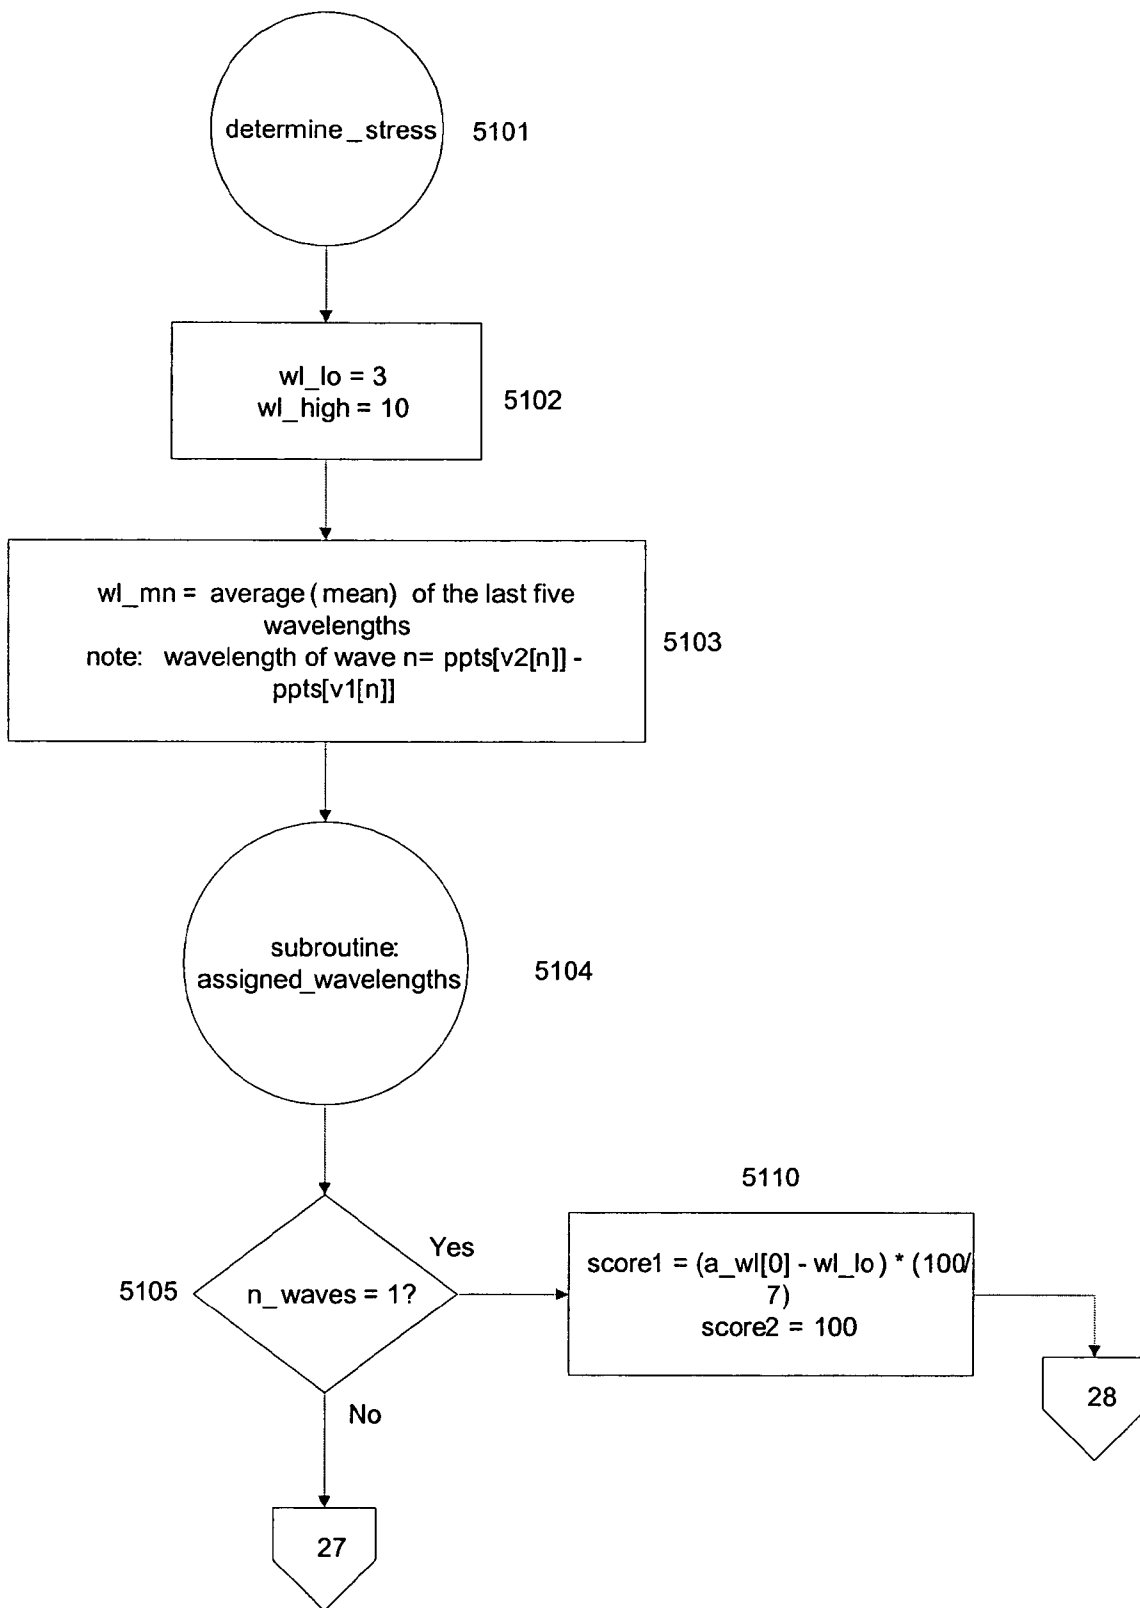 determine_stress
5101
wl_lo = 3
wl_high = 10
5102
wl_mn = average (mean) of the last five
wavelengths
note: wavelength of wave n= ppts[v2[n]] -
ppts[v1[n]]
5103
subroutine:
assigned_wavelengths
5104
5105
n_waves = 1?
Yes
5110
score1 = (a_wl[0] - wl_lo) * (100/
7)
score2 = 100
28
No
27